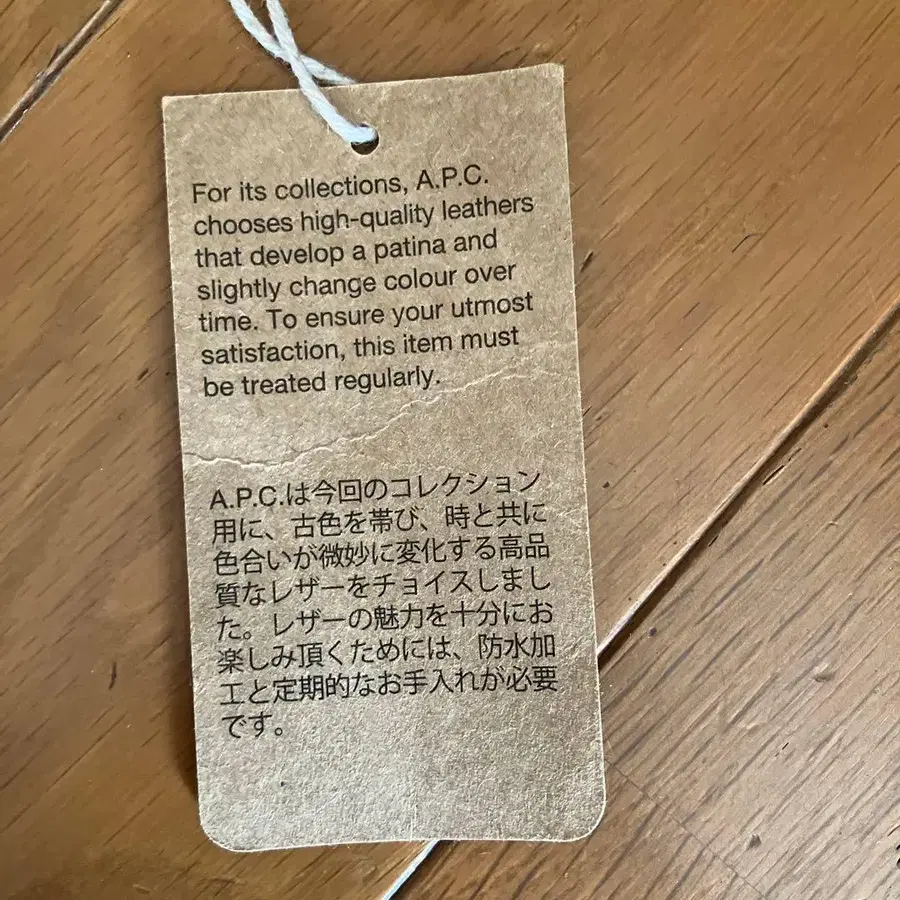 For its collections, A.P.C.
chooses high-quality leathers
that develop a patina and
slightly change colour over
time. To ensure your utmost
satisfaction, this item must
be treated regularly.
A.P.C.は今回のコレクション
用に、古色を帯び、時と共に
色合いが微妙に変化する高品
質なレザーをチョイスしまし
た。レザーの魅力を十分にお
楽しみ頂くためには、防水加
工と定期的なお手入れが必要
です。